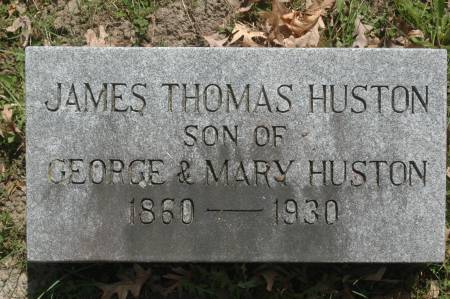 JAMES THOMAS HUSTON
SON OF
GEORGE & MARY HUSTON
1860 — 1930